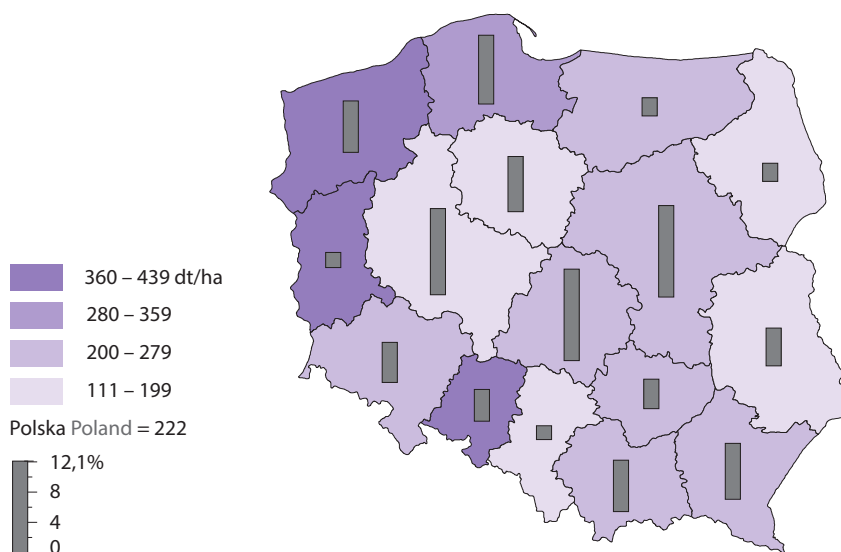 360 – 439 dt/ha
280 – 359
200 – 279
111 – 199
Polska Poland = 222
12,1%
8
4
0